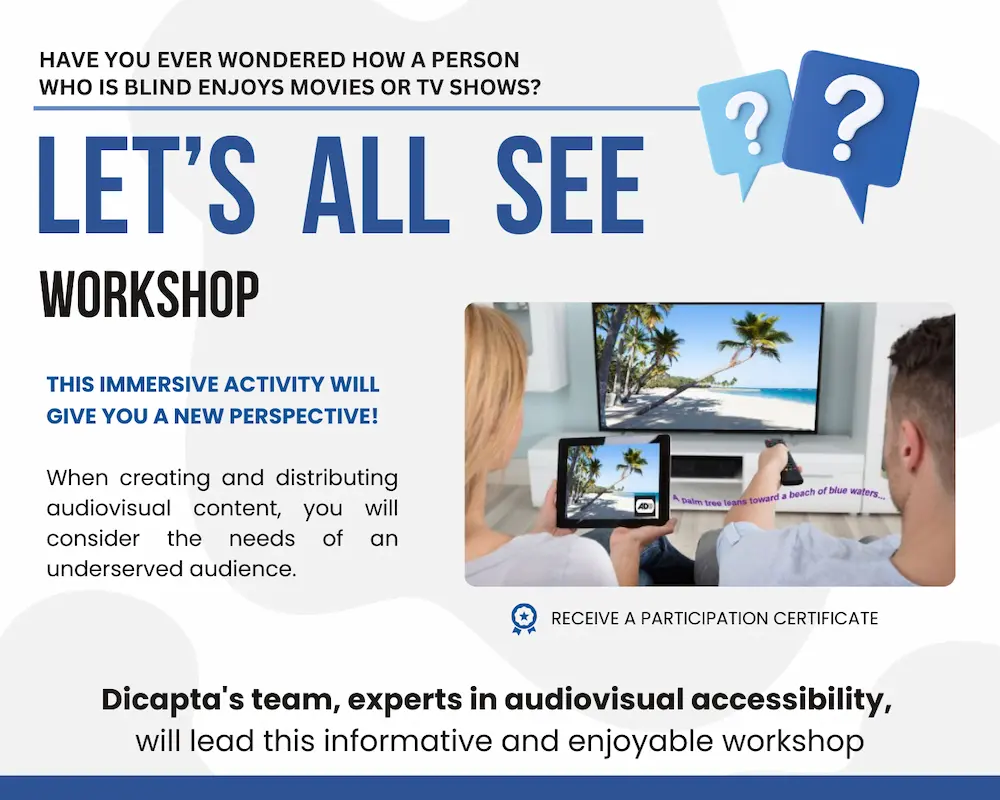 HAVE YOU EVER WONDERED HOW A PERSON
WHO IS BLIND ENJOYS MOVIES OR TV SHOWS?
? ?
LET'S ALL SEE
WORKSHOP
THIS IMMERSIVE ACTIVITY WILL
GIVE YOU A NEW PERSPECTIVE!
When creating and distributing
audiovisual content, you will
consider the needs of an
underserved audience.
AD
A palm tree leans toward a beach of blue waters...
RECEIVE A PARTICIPATION CERTIFICATE
Dicapta's team, experts in audiovisual accessibility,
will lead this informative and enjoyable workshop